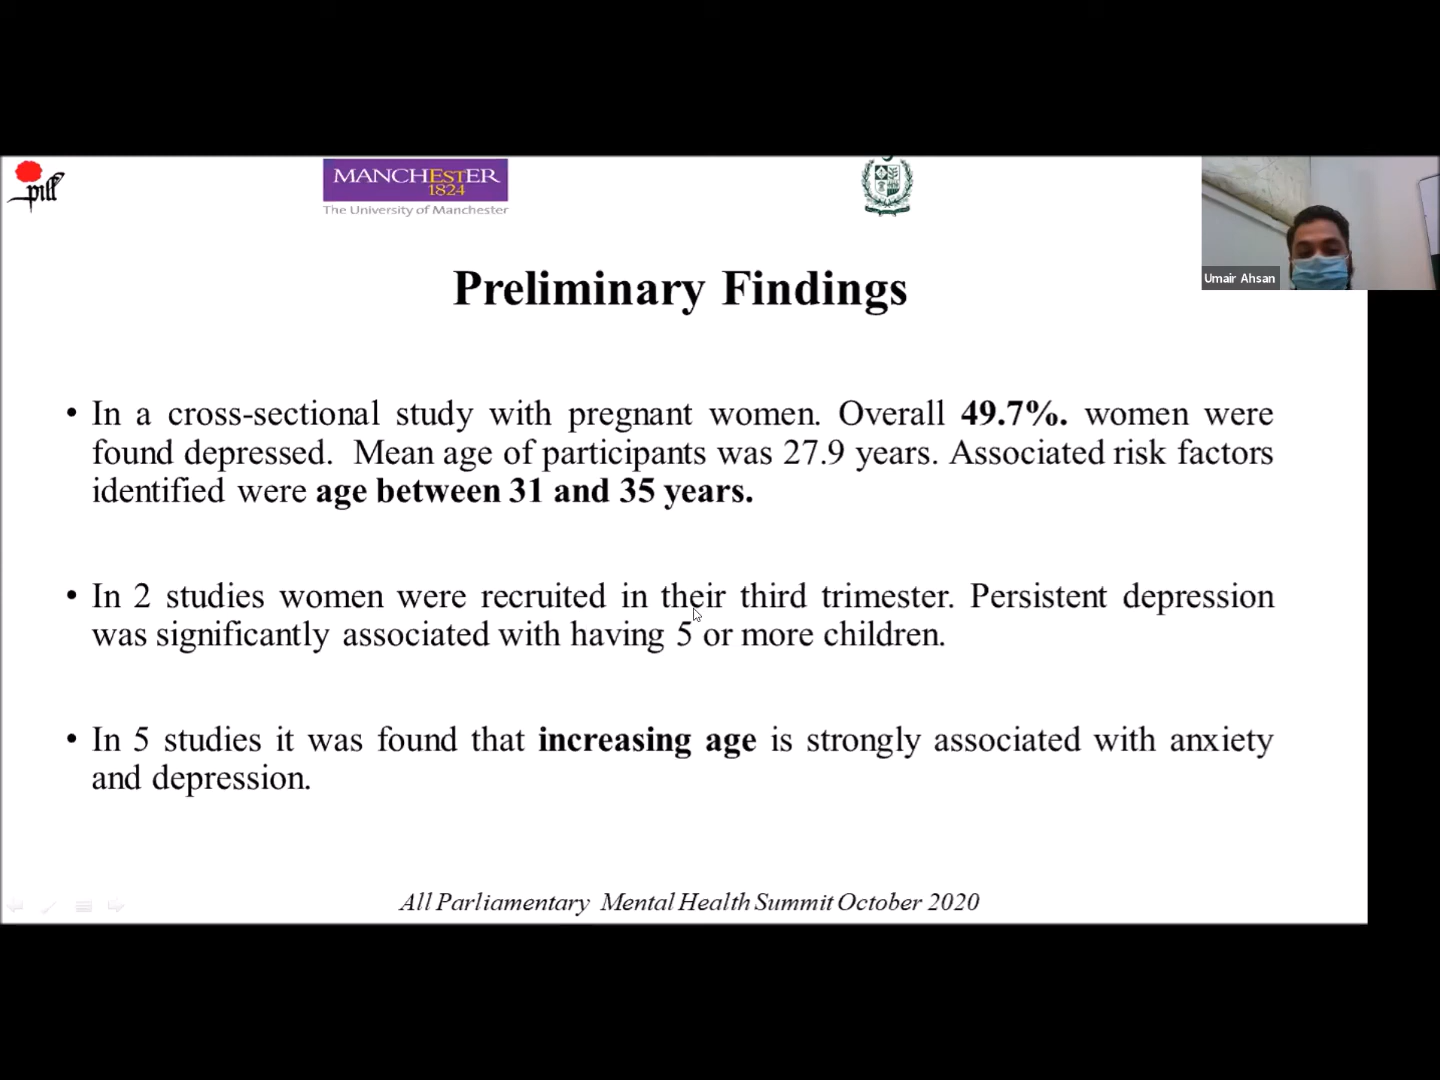 pill
MANCHESTER
1824
The University of Manchester
Umair Ahsan
Preliminary Findings
• In a cross-sectional study with pregnant women. Overall 49.7%. women were
found depressed. Mean age of participants was 27.9 years. Associated risk factors
identified were age between 31 and 35 years.
• In 2 studies women were recruited in their third trimester. Persistent depression
was significantly associated with having 5 or more children.
• In 5 studies it was found that increasing age is strongly associated with anxiety
and depression.
All Parliamentary Mental Health Summit October 2020